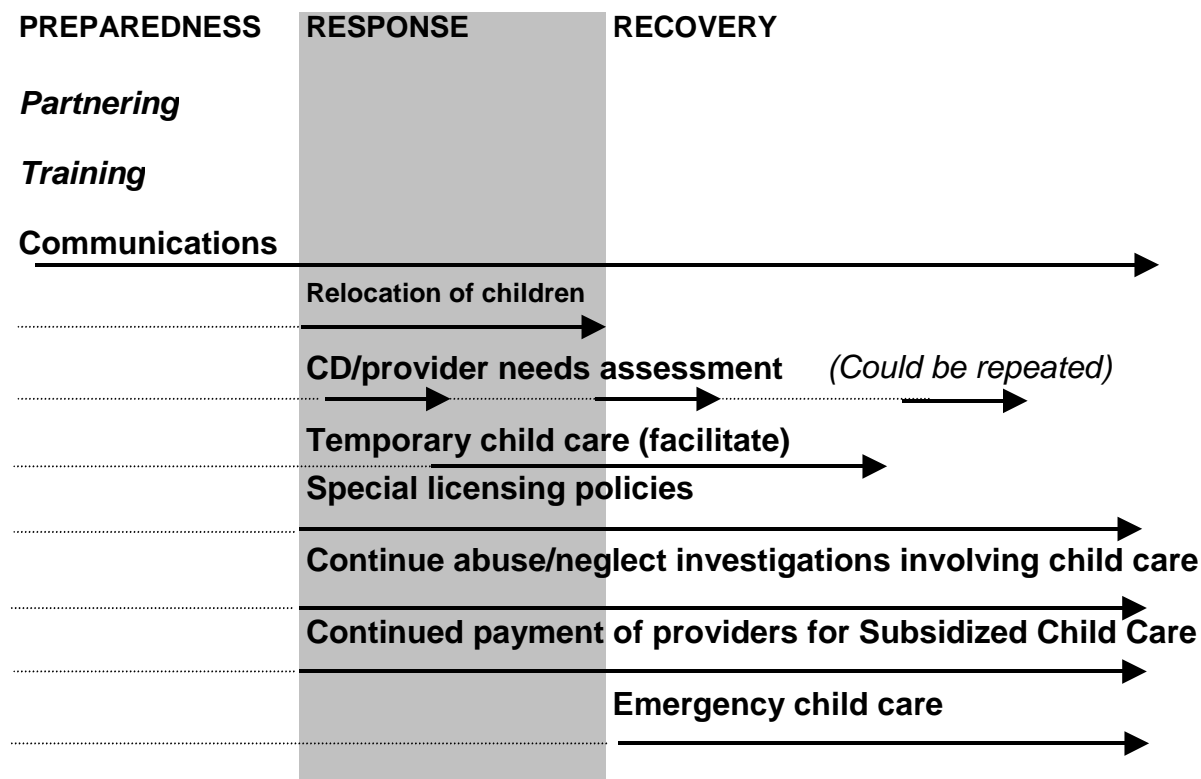 PREPAREDNESS RESPONSE RECOVERY
Partnering
Training
Communications
Relocation of children
CD/provider needs assessment (Could be repeated)
Temporary child care (facilitate)
Special licensing policies
Continue abuse/neglect investigations involving child care
Continued payment of providers for Subsidized Child Care
Emergency child care